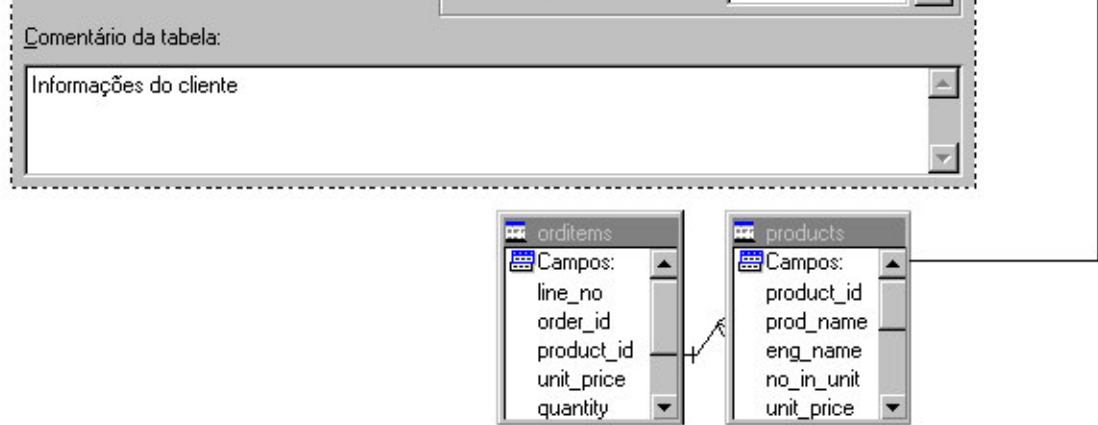 Comentário da tabela:
Informações do cliente
orditems
Campos:
line_no
order_id
product_id
unit_price
quantity
products
Campos:
product_id
prod_name
eng_name
no_in_unit
unit_price